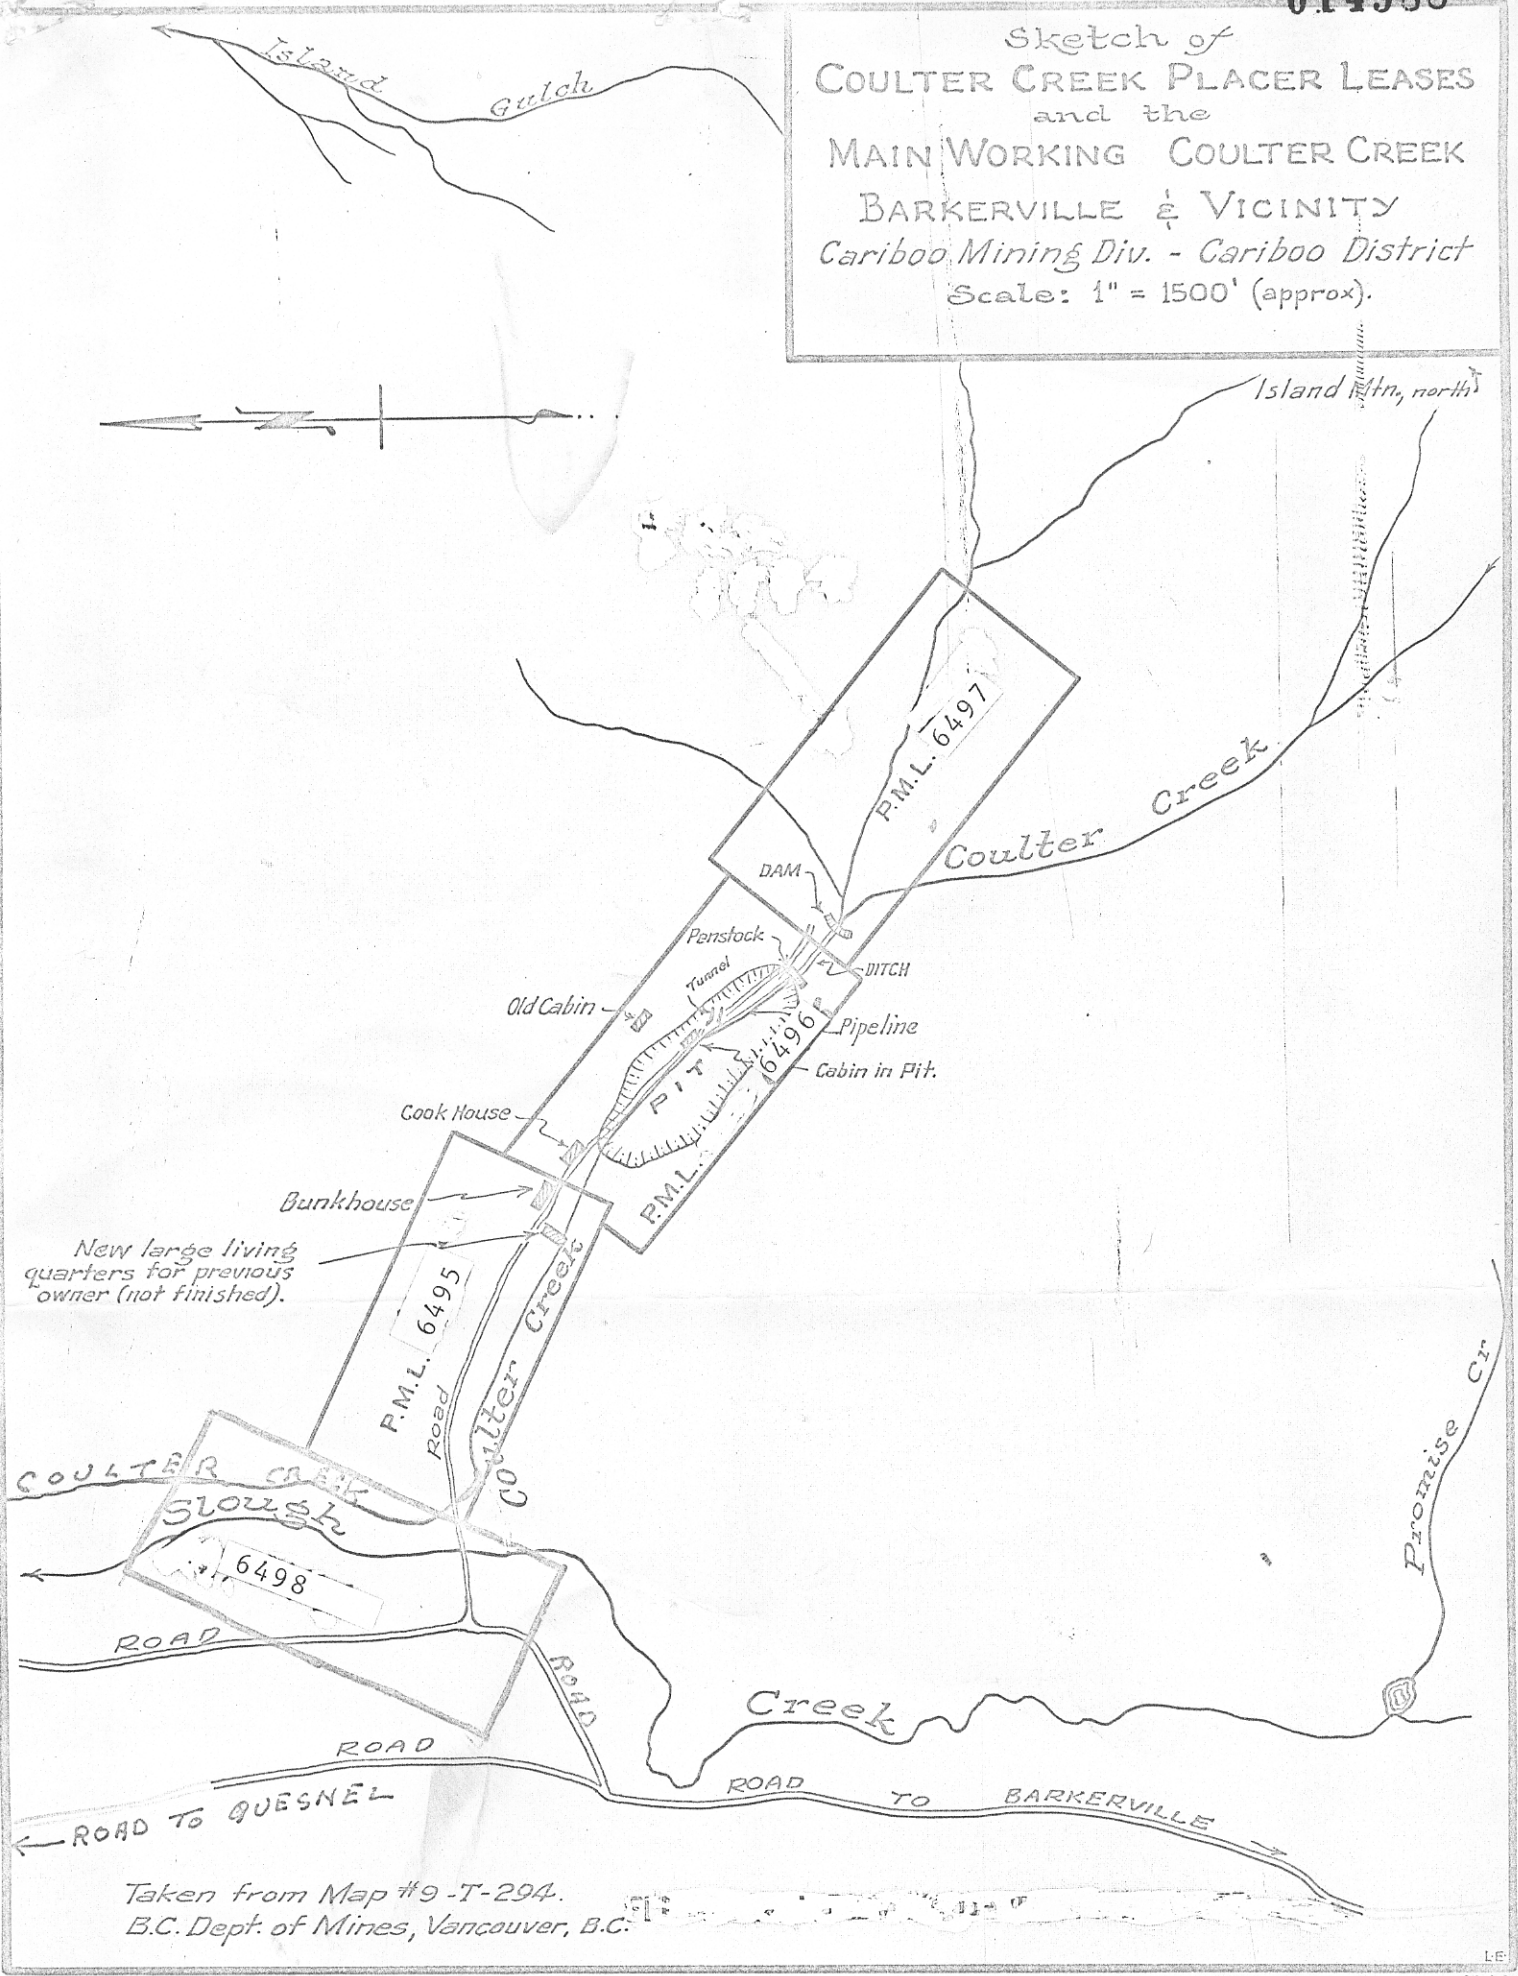 Sketch of
COULTER CREEK PLACER LEASES
and the
MAIN WORKING COULTER CREEK
BARKERVILLE & VICINITY
Cariboo Mining Div. - Cariboo District
Scale: 1" = 1500' (approx).
Island Gulch
Island Mtn, north
P.M.L. 6497
Coulter Creek
DAM
Penstock
DITCH
Tunnel
Old Cabin
Pipeline
PIT
P.M.L. 6496
Cabin in Pit.
Cook House
Bunkhouse
New large living
quarters for previous
owner (not finished).
P.M.L. 6495
Road
Coulter Creek
COULTER CREEK
Slough
6498
ROAD
ROAD
Promise Cr
Creek
ROAD
ROAD TO BARKERVILLE
ROAD TO QUESNEL
Taken from Map #9-T-294.
B.C. Dept. of Mines, Vancouver, B.C.
L.E.